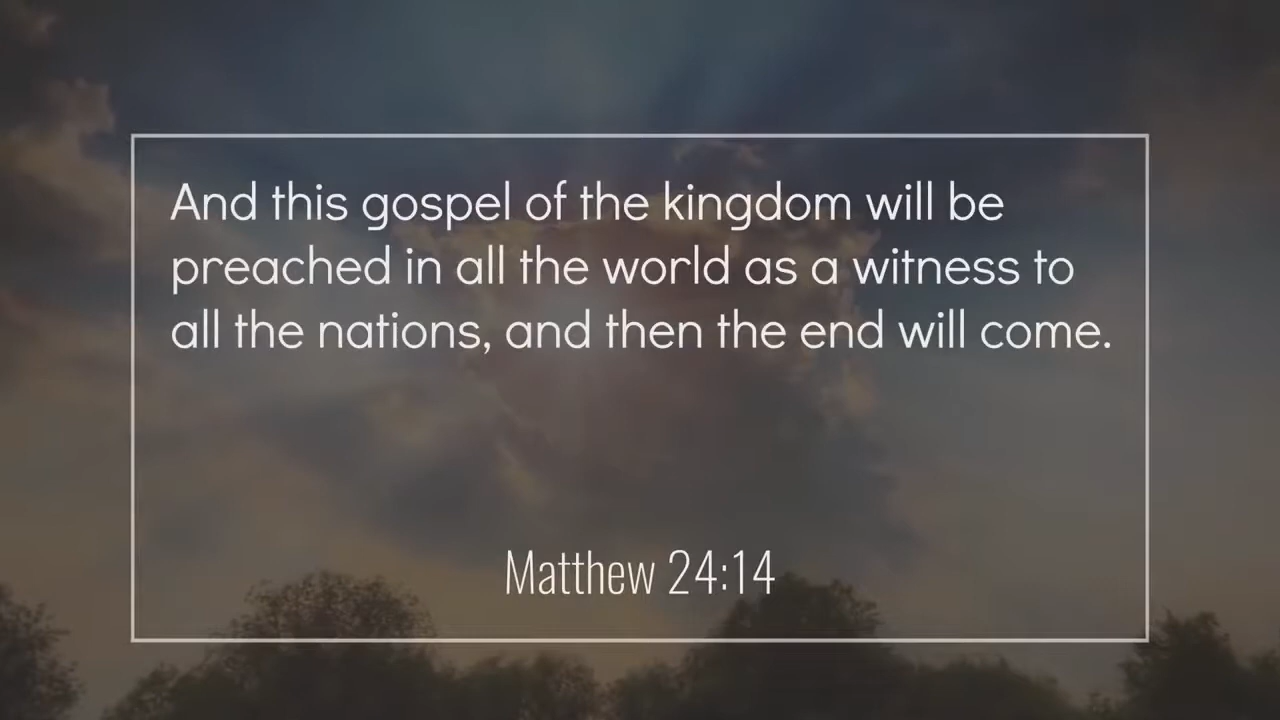 And this gospel of the kingdom will be
preached in all the world as a witness to
all the nations, and then the end will come.
Matthew 24:14